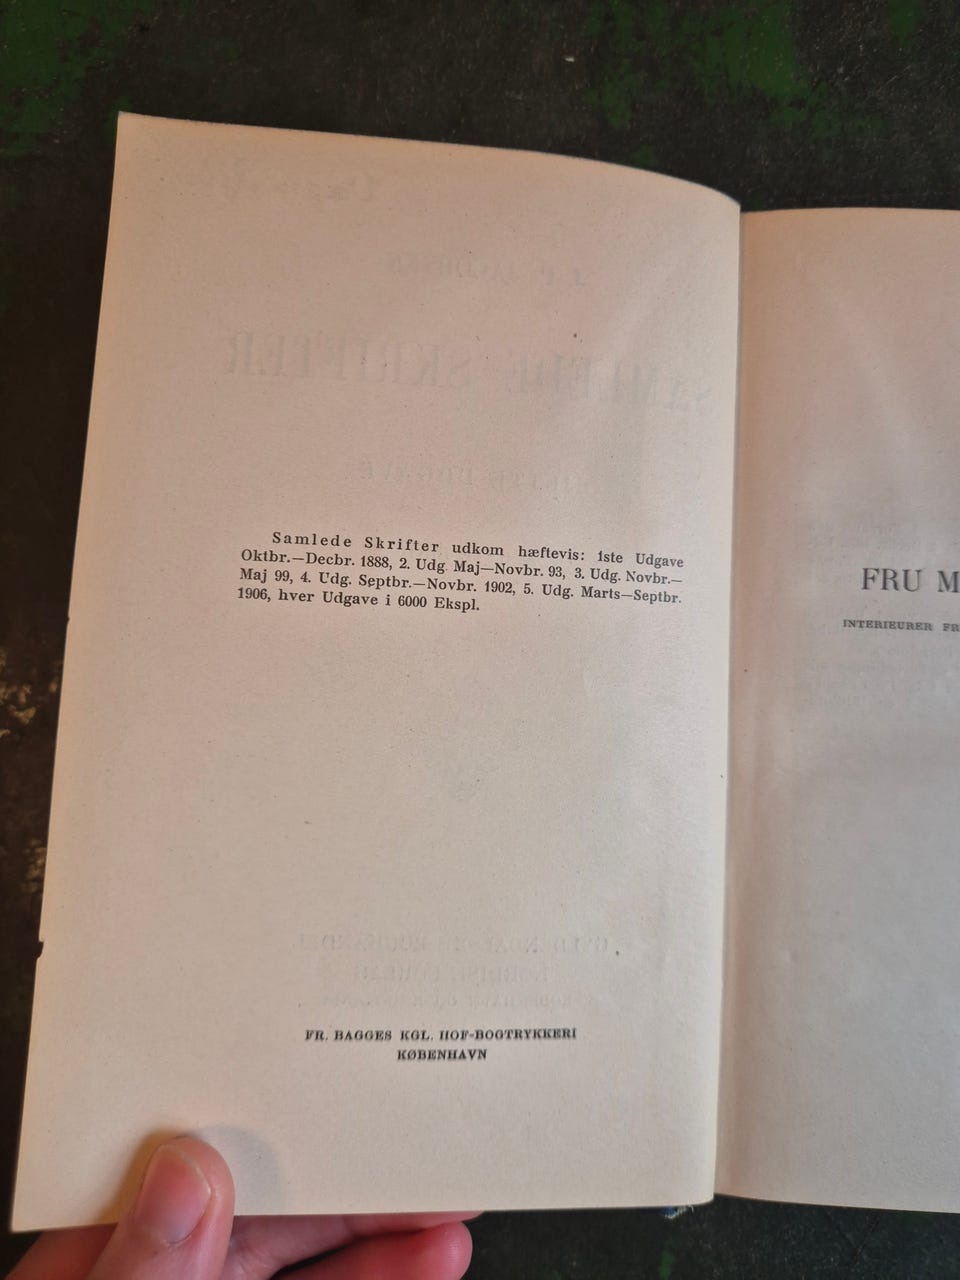 Samlede Skrifter udkom hæftevis: 1ste Udgave
Oktbr.—Decbr. 1888, 2. Udg. Maj—Novbr. 93, 3. Udg. Novbr.—
Maj 99, 4. Udg. Septbr.—Novbr. 1902, 5. Udg. Marts—Septbr.
1906, hver Udgave i 6000 Ekspl.
FR. BAGGES KGL. HOF-BOGTRYKKERI
KØBENHAVN
FRU M
INTERIEURER FR